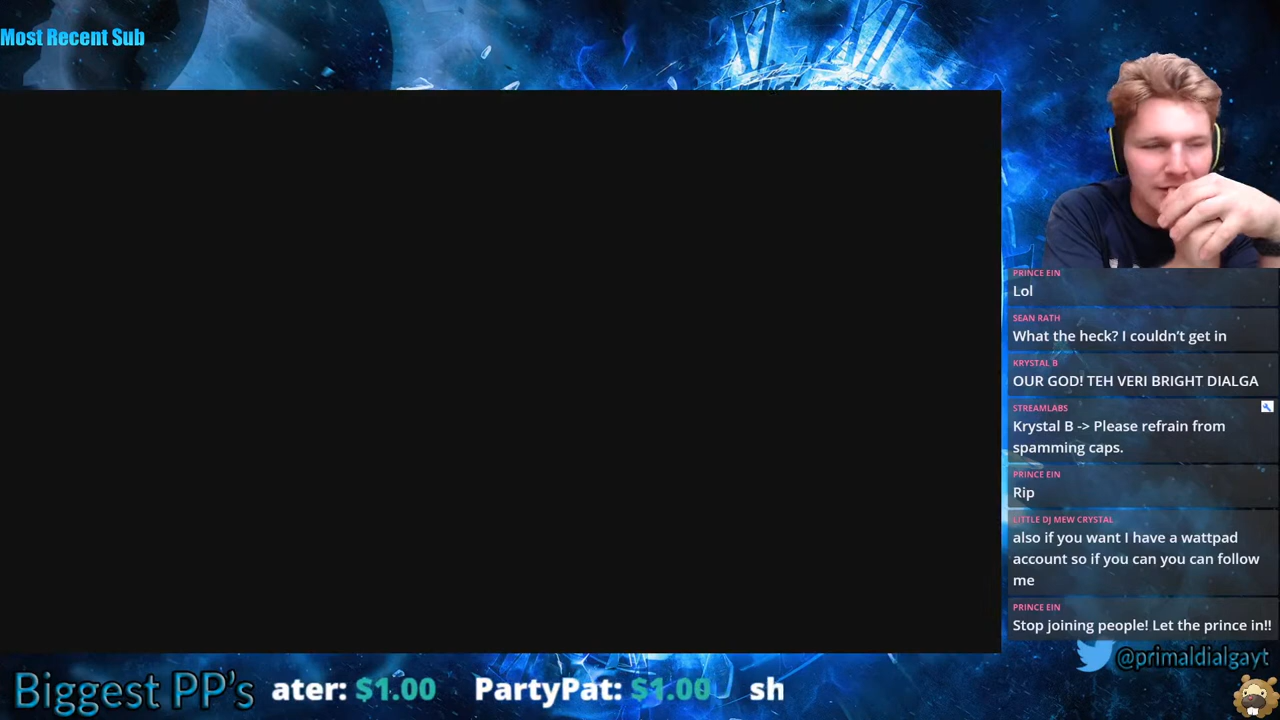 Most Recent Sub
PRINCE EIN
Lol
SEAN RATH
What the heck? I couldn't get in
KRYSTAL B
OUR GOD! TEH VERI BRIGHT DIALGA
STREAMLABS
Krystal B -> Please refrain from
spamming caps.
PRINCE EIN
Rip
LITTLE DJ MEW CRYSTAL
also if you want I have a wattpad
account so if you can you can follow
me
PRINCE EIN
Stop joining people! Let the prince in!!
@primaldialgayt
Biggest PP's ater: $1.00 PartyPat: $1.00 sh